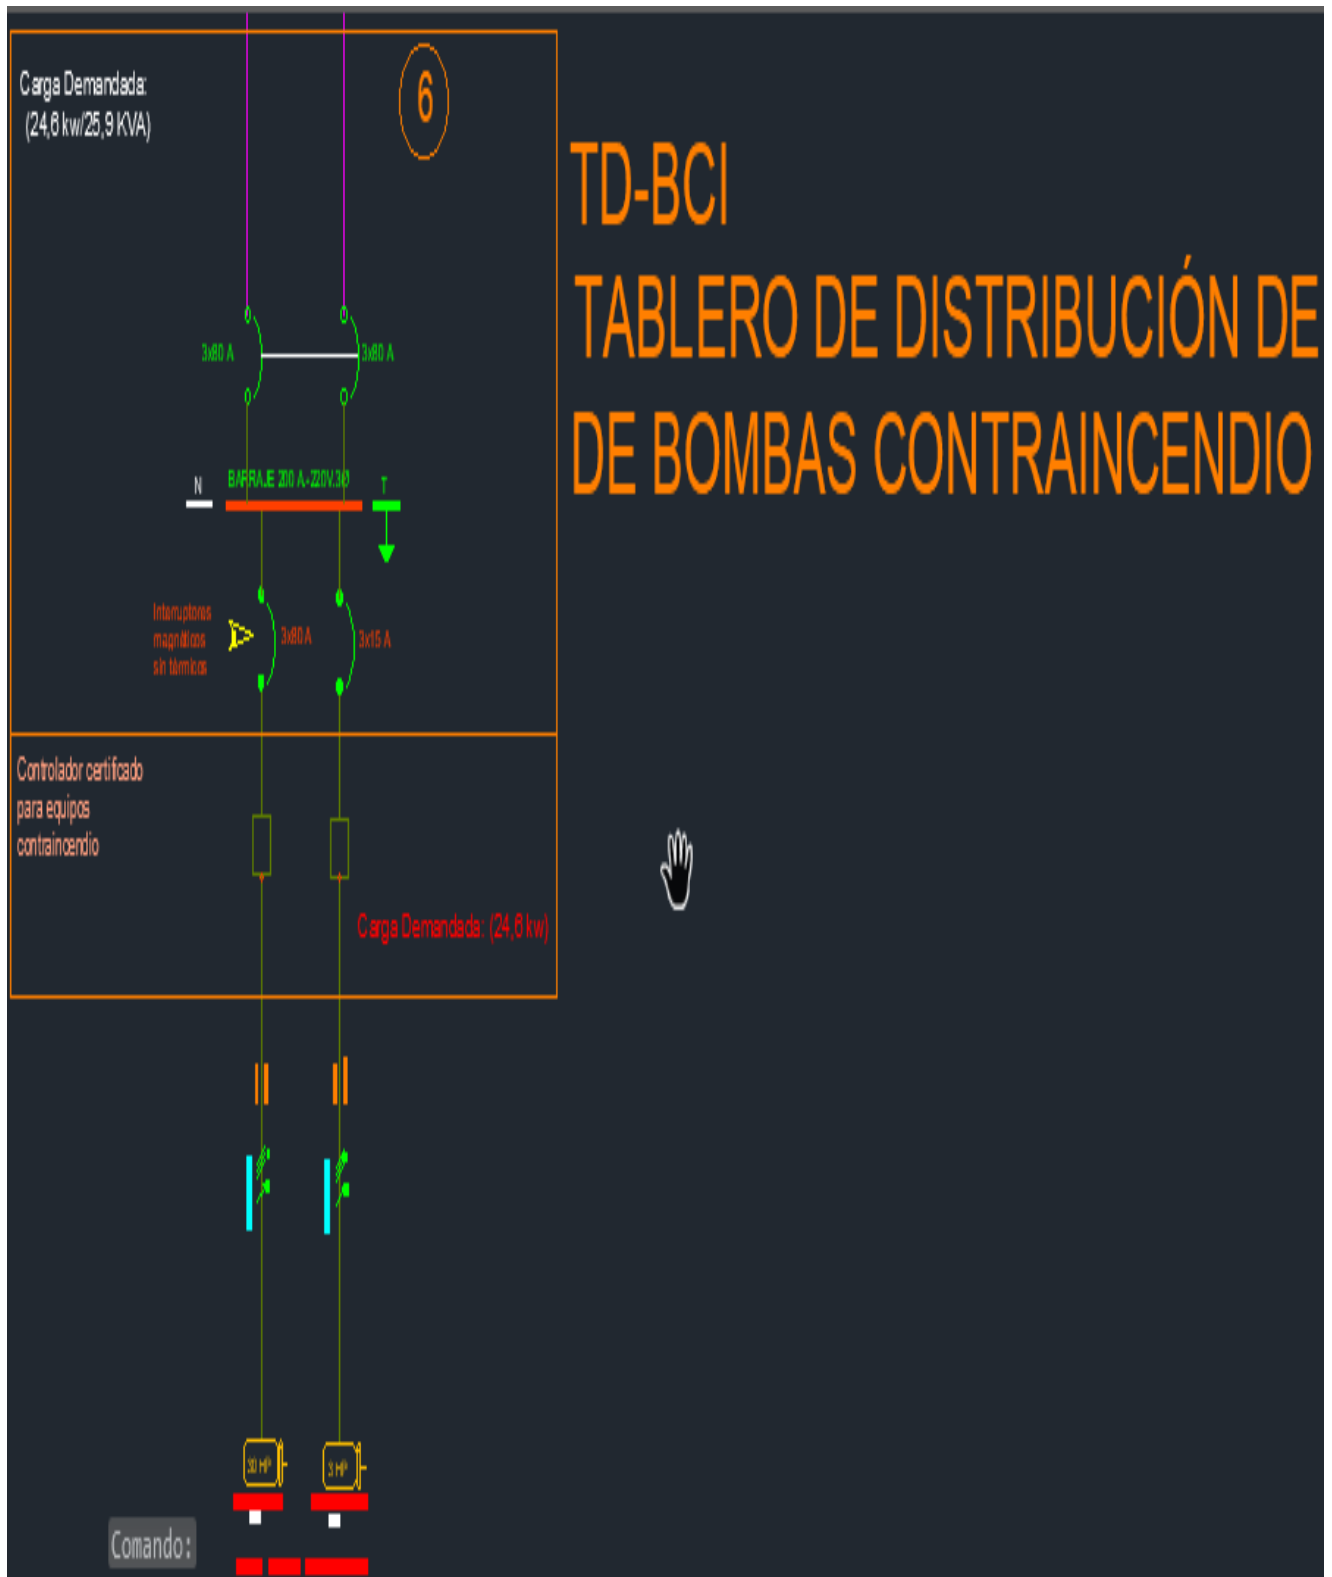 Carga Demandada:
(24,6 kw/25,9 KVA)
6
TD-BCI
TABLERO DE DISTRIBUCIÓN DE
DE BOMBAS CONTRAINCENDIO
3x80 A
3x80 A
N
BARRAJE 200 A.-220V.3Ø
T
Interruptores
magnéticos
sin térmicos
3x80 A
3x15 A
Controlador certificado
para equipos
contraincendio
Carga Demandada: (24,6 kw)
30 HP
3 HP
Comando: